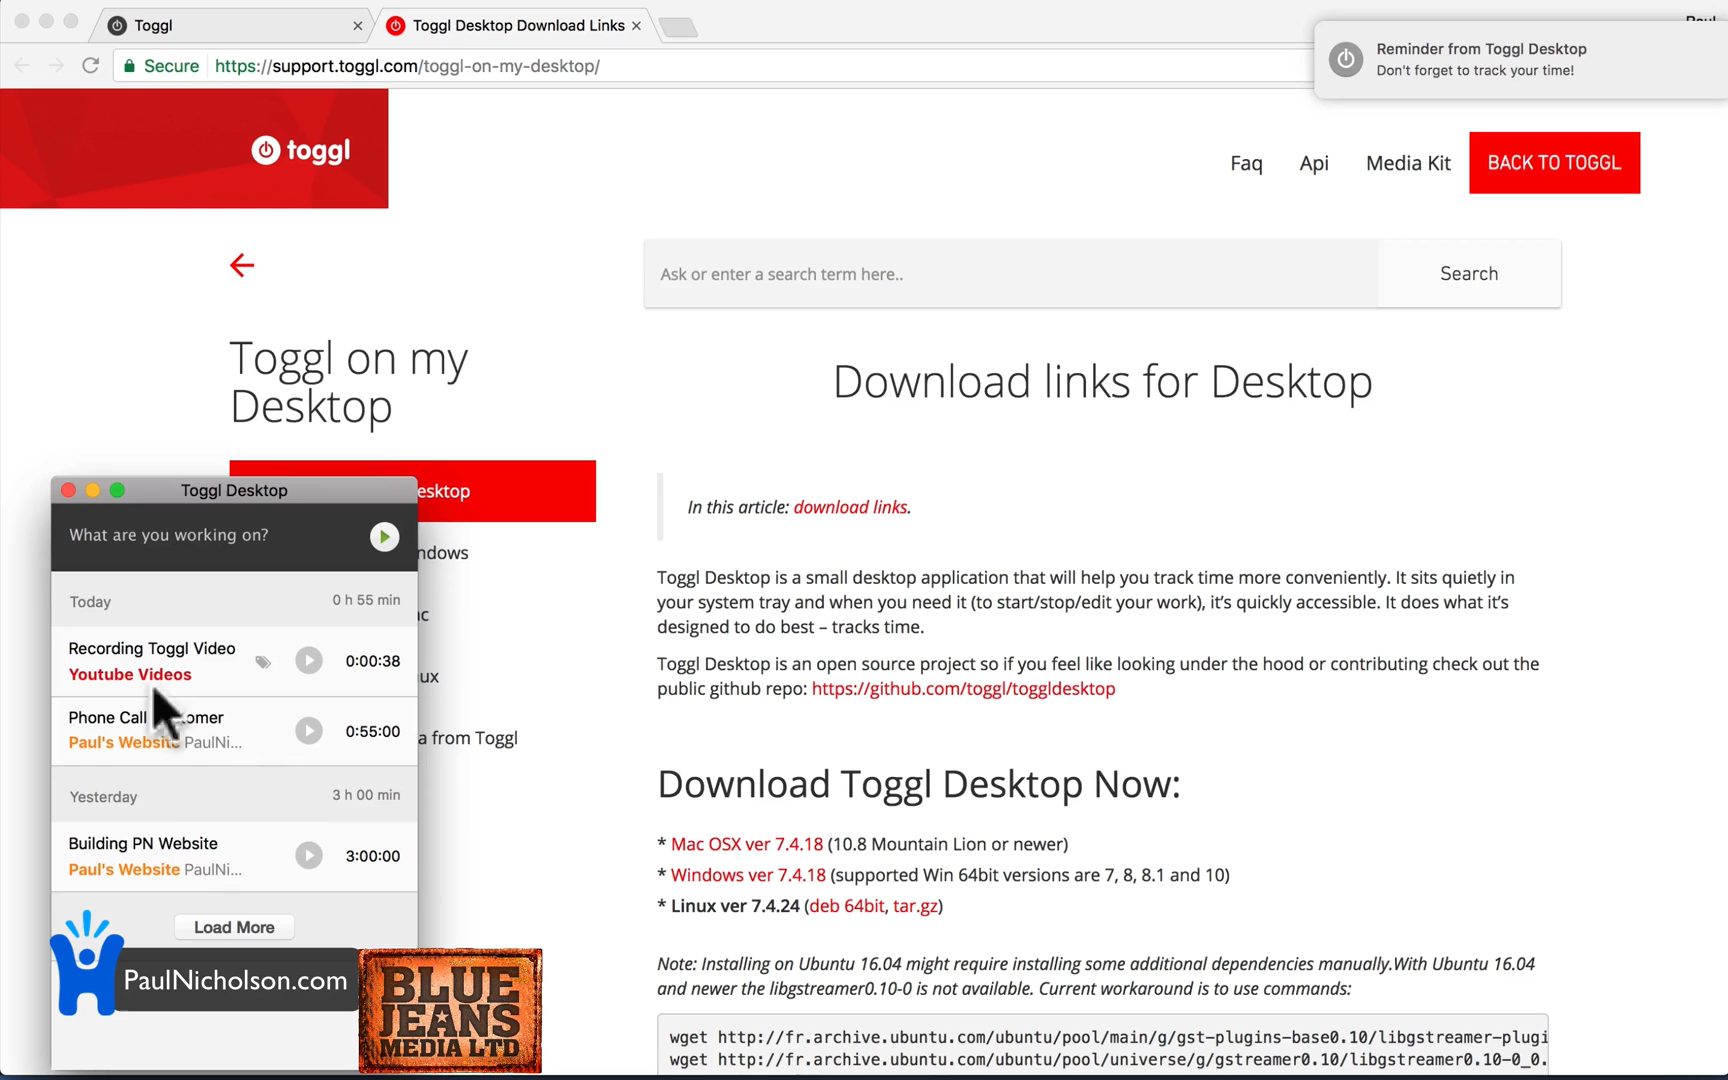 Toggl
Toggl Desktop Download Links
Secure https://support.toggl.com/toggl-on-my-desktop/
Reminder from Toggl Desktop
Don't forget to track your time!
toggl
Faq
Api
Media Kit
BACK TO TOGGL
Ask or enter a search term here..
Search
Toggl on my
Desktop
Download links for Desktop
esktop
ndows
ux
a from Toggl
In this article: download links.
Toggl Desktop is a small desktop application that will help you track time more conveniently. It sits quietly in
your system tray and when you need it (to start/stop/edit your work), it's quickly accessible. It does what it's
designed to do best – tracks time.
Toggl Desktop is an open source project so if you feel like looking under the hood or contributing check out the
public github repo: https://github.com/toggl/toggldesktop
Download Toggl Desktop Now:
* Mac OSX ver 7.4.18 (10.8 Mountain Lion or newer)
* Windows ver 7.4.18 (supported Win 64bit versions are 7, 8, 8.1 and 10)
* Linux ver 7.4.24 (deb 64bit, tar.gz)
Note: Installing on Ubuntu 16.04 might require installing some additional dependencies manually.With Ubuntu 16.04
and newer the libgstreamer0.10-0 is not available. Current workaround is to use commands:
wget http://fr.archive.ubuntu.com/ubuntu/pool/main/g/gst-plugins-base0.10/libgstreamer-plugi
wget http://fr.archive.ubuntu.com/ubuntu/pool/universe/g/gstreamer0.10/libgstreamer0.10-0_0.
Toggl Desktop
What are you working on?
Today 0 h 55 min
Recording Toggl Video
Youtube Videos
0:00:38
Phone Call
omer
Paul's Website PaulNi...
0:55:00
Yesterday 3 h 00 min
Building PN Website
Paul's Website PaulNi...
3:00:00
Load More
PaulNicholson.com
BLUE
JEANS
MEDIA LTD